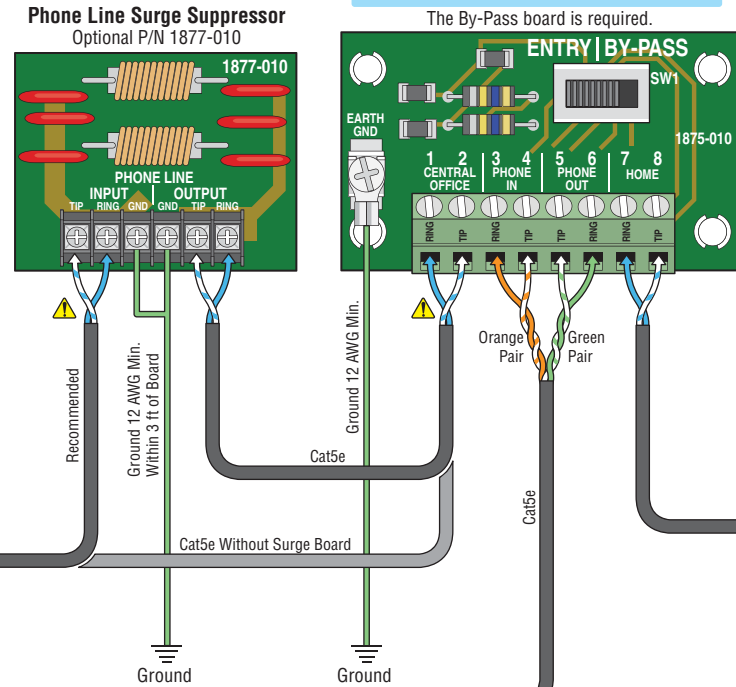 Phone Line Surge Suppressor
Optional P/N 1877-010
1877-010
PHONE LINE
INPUT OUTPUT
TIP RING GND GND TIP RING
Recommended
Ground 12 AWG Min.
Within 3 ft of Board
Cat5e
Cat5e Without Surge Board
Ground
The By-Pass board is required.
ENTRY BY-PASS
SW1
1875-010
EARTH
GND
1 2 3 4 5 6 7 8
CENTRAL
OFFICE
PHONE
IN
PHONE
OUT
HOME
RING TIP RING TIP TIP RING RING TIP
Ground 12 AWG Min.
Orange
Pair
Green
Pair
Cat5e
Ground